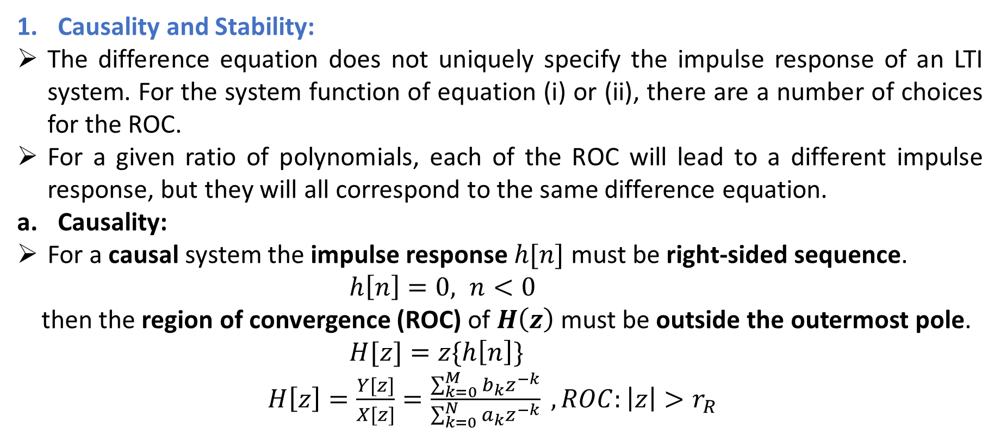 1. Causality and Stability:
➢ The difference equation does not uniquely specify the impulse response of an LTI
system. For the system function of equation (i) or (ii), there are a number of choices
for the ROC.
➢ For a given ratio of polynomials, each of the ROC will lead to a different impulse
response, but they will all correspond to the same difference equation.
a. Causality:
➢ For a causal system the impulse response h[n] must be right-sided sequence.
h[n] = 0, n < 0
then the region of convergence (ROC) of H(z) must be outside the outermost pole.
H[z] = z{h[n]}
H[z] = \frac{Y[z]}{X[z]} = \frac{\sum_{k=0}^{M} b_k z^{-k}}{\sum_{k=0}^{N} a_k z^{-k}} , ROC: |z| > r_R